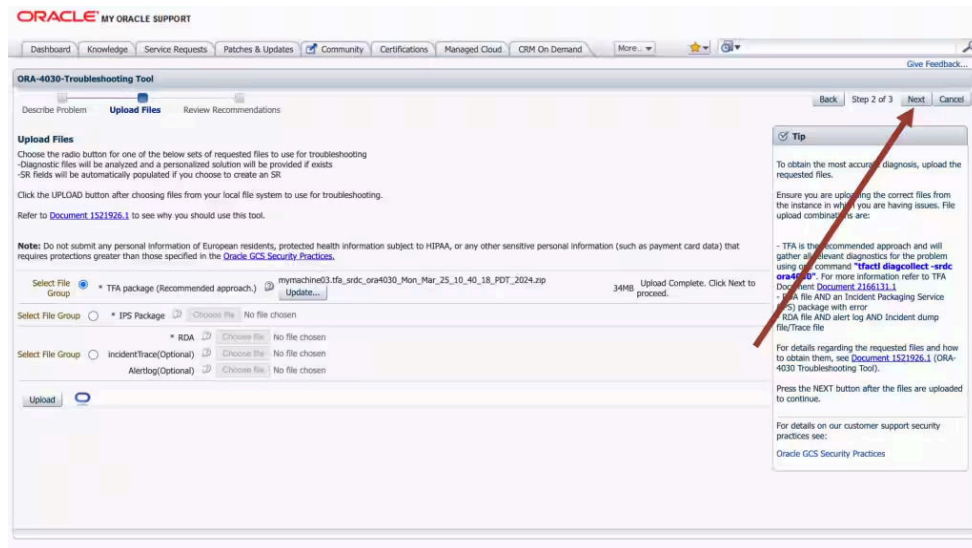 ORACLE MY ORACLE SUPPORT
Dashboard Knowledge Service Requests Patches & Updates Community Certifications Managed Cloud CRM On Demand More...
Give Feedback...
ORA-4030-Troubleshooting Tool
Describe Problem Upload Files Review Recommendations
Back Step 2 of 3 Next Cancel
Upload Files
Choose the radio button for one of the below sets of requested files to use for troubleshooting
-Diagnostic files will be analyzed and a personalized solution will be provided if exists
-SR fields will be automatically populated if you choose to create an SR
Click the UPLOAD button after choosing files from your local file system to use for troubleshooting.
Refer to Document 1521926.1 to see why you should use this tool.
Note: Do not submit any personal information of European residents, protected health information subject to HIPAA, or any other sensitive personal information (such as payment card data) that
requires protections greater than those specified in the Oracle GCS Security Practices.
Select File
Group
* TFA package (Recommended approach.)
mymachine03.tfa_srdc_ora4030_Mon_Mar_25_10_40_18_PDT_2024.zip
Update...
34MB
Upload Complete. Click Next to
proceed.
Select File Group * IPS Package Choose file No file chosen
* RDA Choose file No file chosen
Select File Group incidentTrace(Optional) Choose file No file chosen
Alertlog(Optional) Choose file No file chosen
Upload
Tip
To obtain the most accurate diagnosis, upload the
requested files.
Ensure you are uploading the correct files from
the instance in which you are having issues. File
upload combinations are:
- TFA is the recommended approach and will
gather all relevant diagnostics for the problem
using one command "tfactl diagcollect -srdc
ora4030". For more information refer to TFA
Document Document 2166131.1
- RDA file AND an Incident Packaging Service
(IPS) package with error
- RDA file AND alert log AND Incident dump
file/Trace file
For details regarding the requested files and how
to obtain them, see Document 1521926.1 (ORA-
4030 Troubleshooting Tool).
Press the NEXT button after the files are uploaded
to continue.
For details on our customer support security
practices see:
Oracle GCS Security Practices